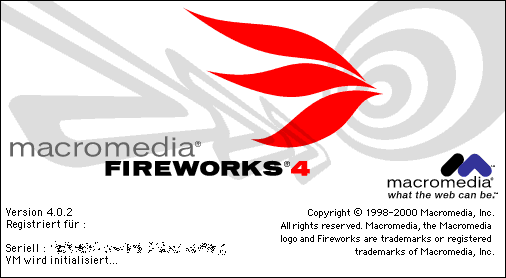 macromedia®
FIREWORKS® 4
macromedia®
what the web can be.™
Version 4.0.2
Registriert für :
Seriell :
VM wird initialisiert...
Copyright © 1998-2000 Macromedia, Inc.
All rights reserved. Macromedia, the Macromedia
logo and Fireworks are trademarks or registered
trademarks of Macromedia, Inc.